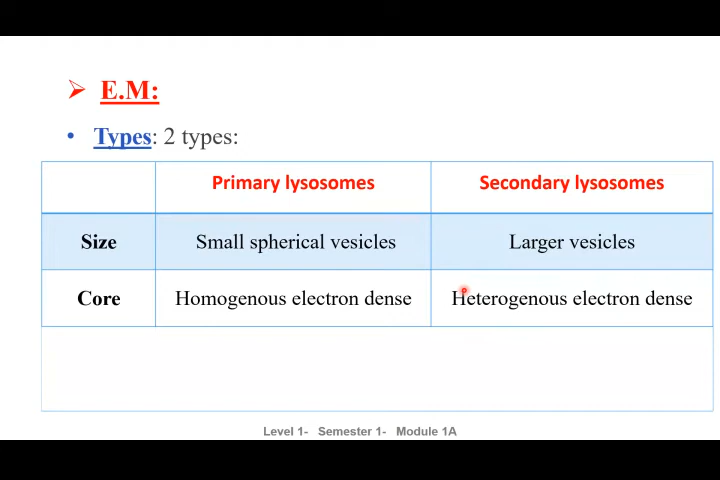 ➢ E.M:
• Types: 2 types:
Primary lysosomes Secondary lysosomes
Size Small spherical vesicles Larger vesicles
Core Homogenous electron dense Heterogenous electron dense
Level 1- Semester 1- Module 1A